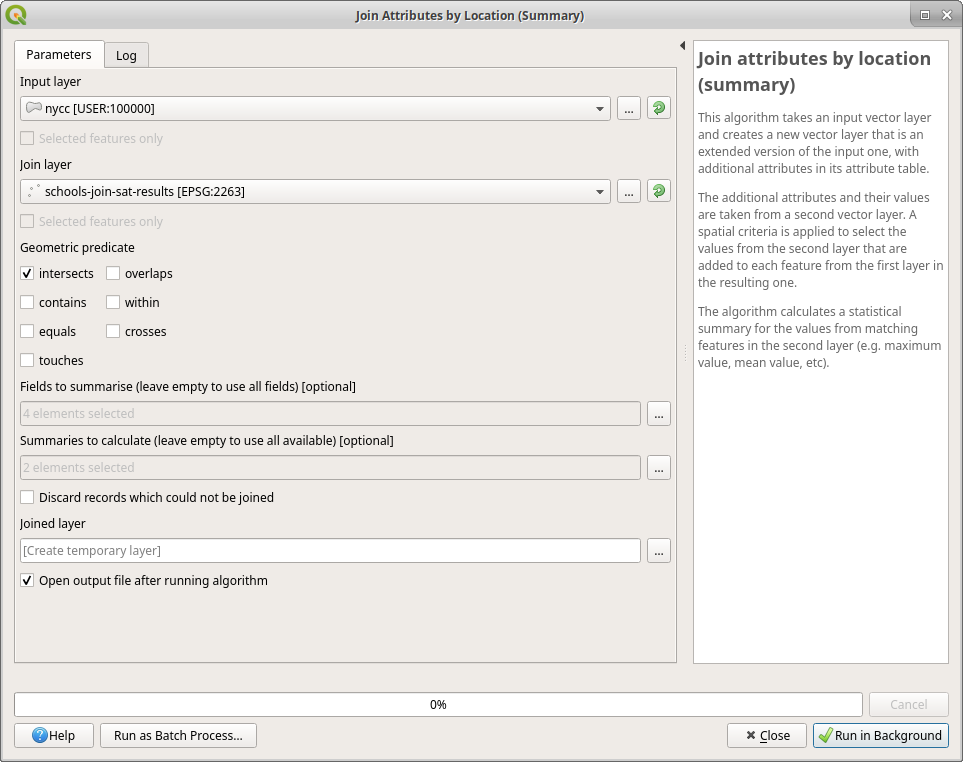 Join Attributes by Location (Summary)
Parameters
Log
Input layer
nycc [USER:100000]
...
Selected features only
Join layer
schools-join-sat-results [EPSG:2263]
...
Selected features only
Geometric predicate
intersects
overlaps
contains
within
equals
crosses
touches
Fields to summarise (leave empty to use all fields) [optional]
4 elements selected
...
Summaries to calculate (leave empty to use all available) [optional]
2 elements selected
...
Discard records which could not be joined
Joined layer
[Create temporary layer]
...
Open output file after running algorithm
Join attributes by location
(summary)
This algorithm takes an input vector layer
and creates a new vector layer that is an
extended version of the input one, with
additional attributes in its attribute table.
The additional attributes and their values
are taken from a second vector layer. A
spatial criteria is applied to select the
values from the second layer that are
added to each feature from the first layer in
the resulting one.
The algorithm calculates a statistical
summary for the values from matching
features in the second layer (e.g. maximum
value, mean value, etc).
0%
Cancel
Help
Run as Batch Process...
Close
Run in Background